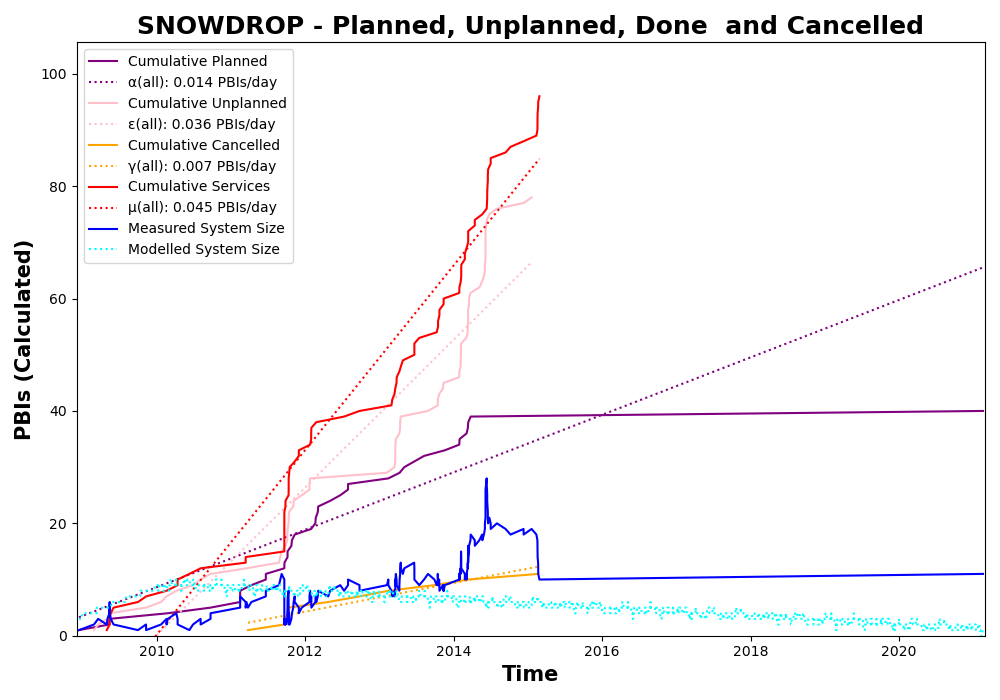 SNOWDROP - Planned, Unplanned, Done  and Cancelled
Cumulative Planned
α(all): 0.014 PBIs/day
Cumulative Unplanned
ε(all): 0.036 PBIs/day
Cumulative Cancelled
γ(all): 0.007 PBIs/day
Cumulative Services
μ(all): 0.045 PBIs/day
Measured System Size
Modelled System Size
PBIs (Calculated)
100
80
60
40
20
0
2010 2012 2014 2016 2018 2020
Time